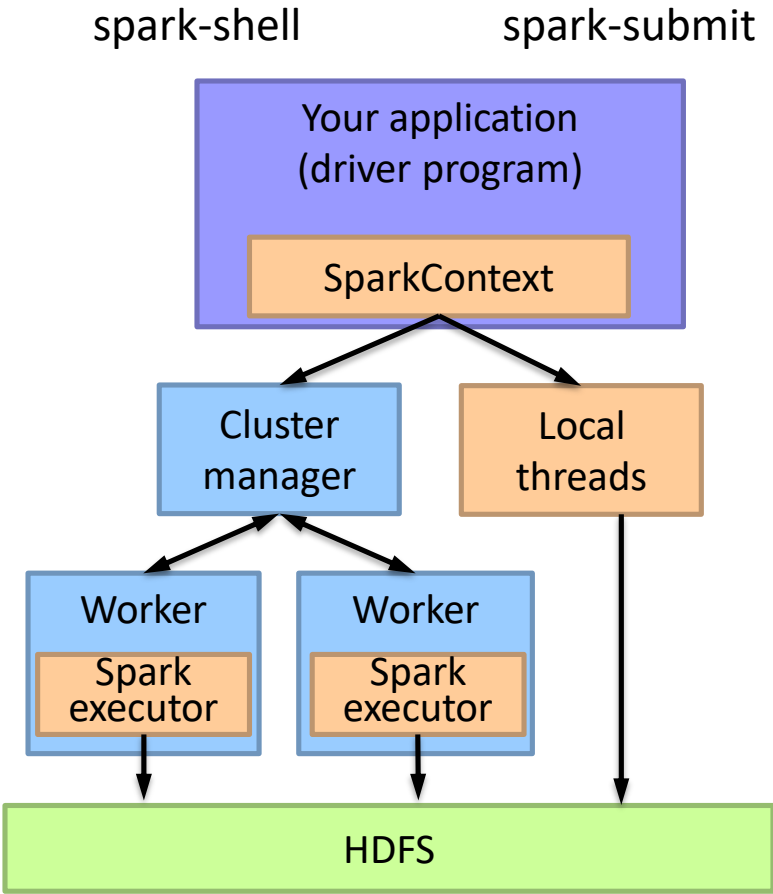 spark-shell
spark-submit
Your application
(driver program)
SparkContext
Cluster
manager
Local
threads
Worker
Spark
executor
Worker
Spark
executor
HDFS